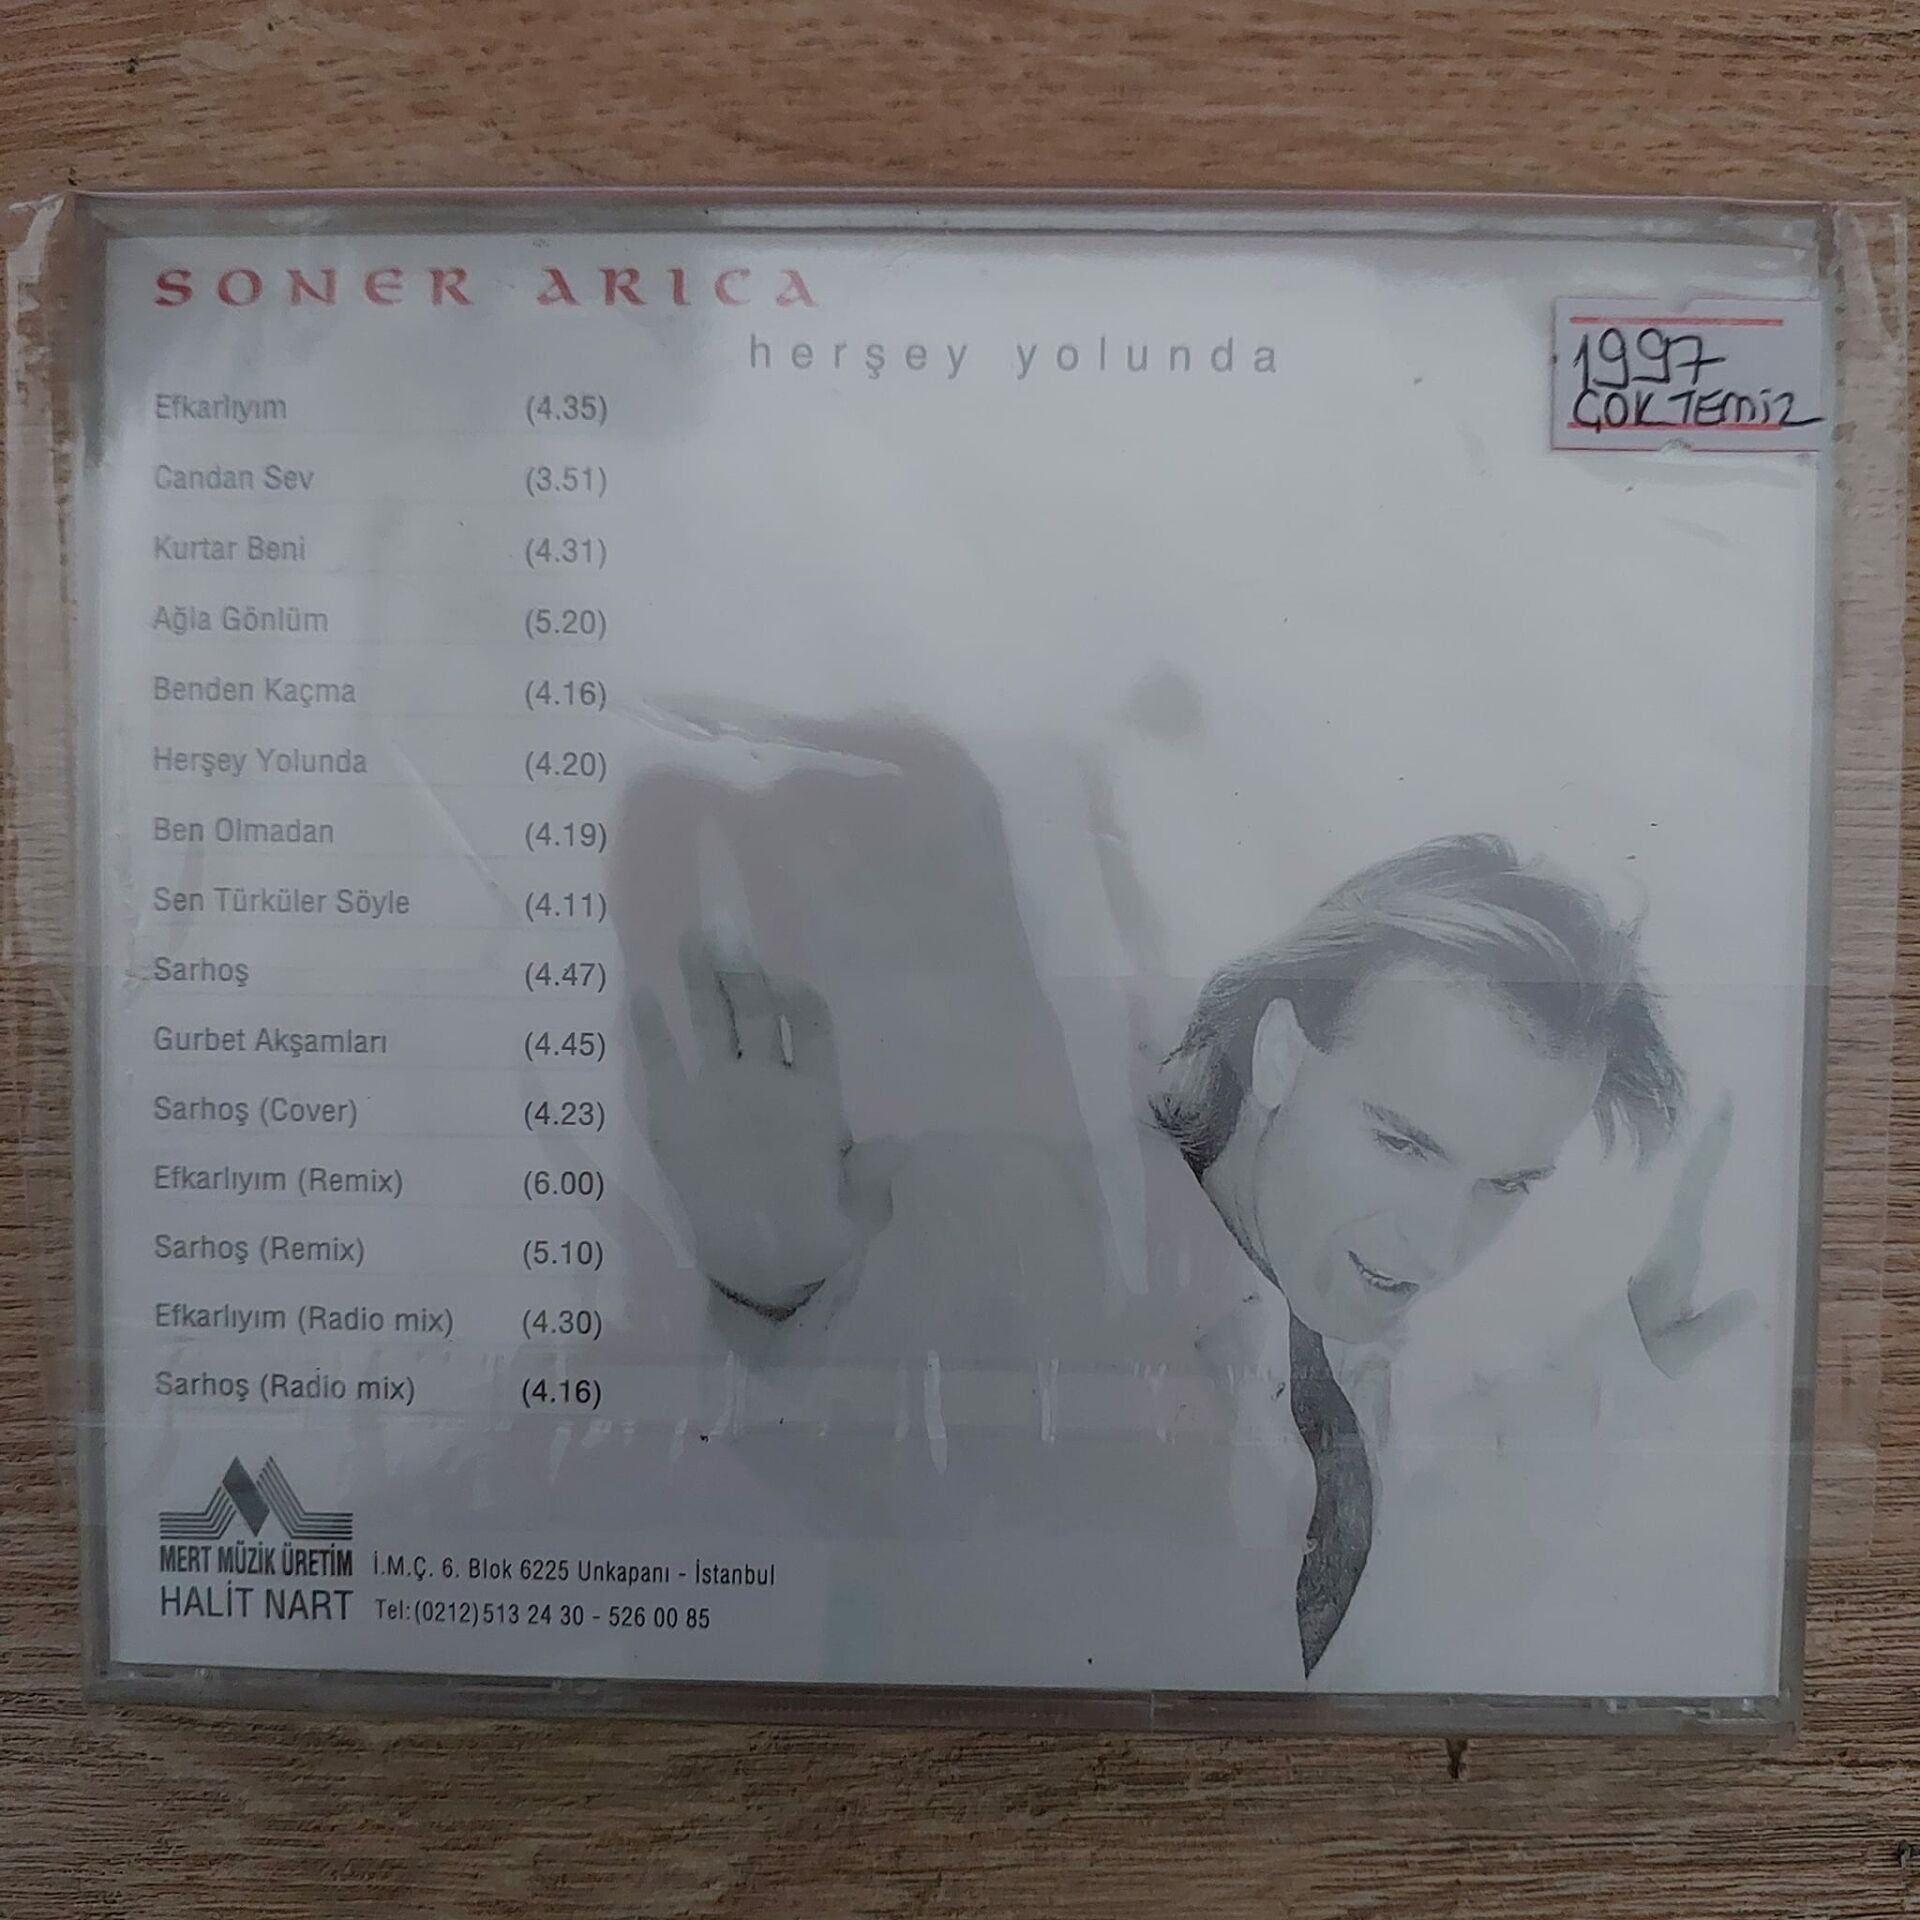 SONER ARICA
herşey yolunda
1997
ÇOK TEMİZ
Efkarlıyım (4.35)
Candan Sev (3.51)
Kurtar Beni (4.31)
Ağla Gönlüm (5.20)
Benden Kaçma (4.16)
Herşey Yolunda (4.20)
Ben Olmadan (4.19)
Sen Türküler Söyle (4.11)
Sarhoş (4.47)
Gurbet Akşamları (4.45)
Sarhoş (Cover) (4.23)
Efkarlıyım (Remix) (6.00)
Sarhoş (Remix) (5.10)
Efkarlıyım (Radio mix) (4.30)
Sarhoş (Radio mix) (4.16)
MERT MÜZİK ÜRETİM İ.M.Ç. 6. Blok 6225 Unkapanı - İstanbul
HALİT NART Tel:(0212)513 24 30 - 526 00 85